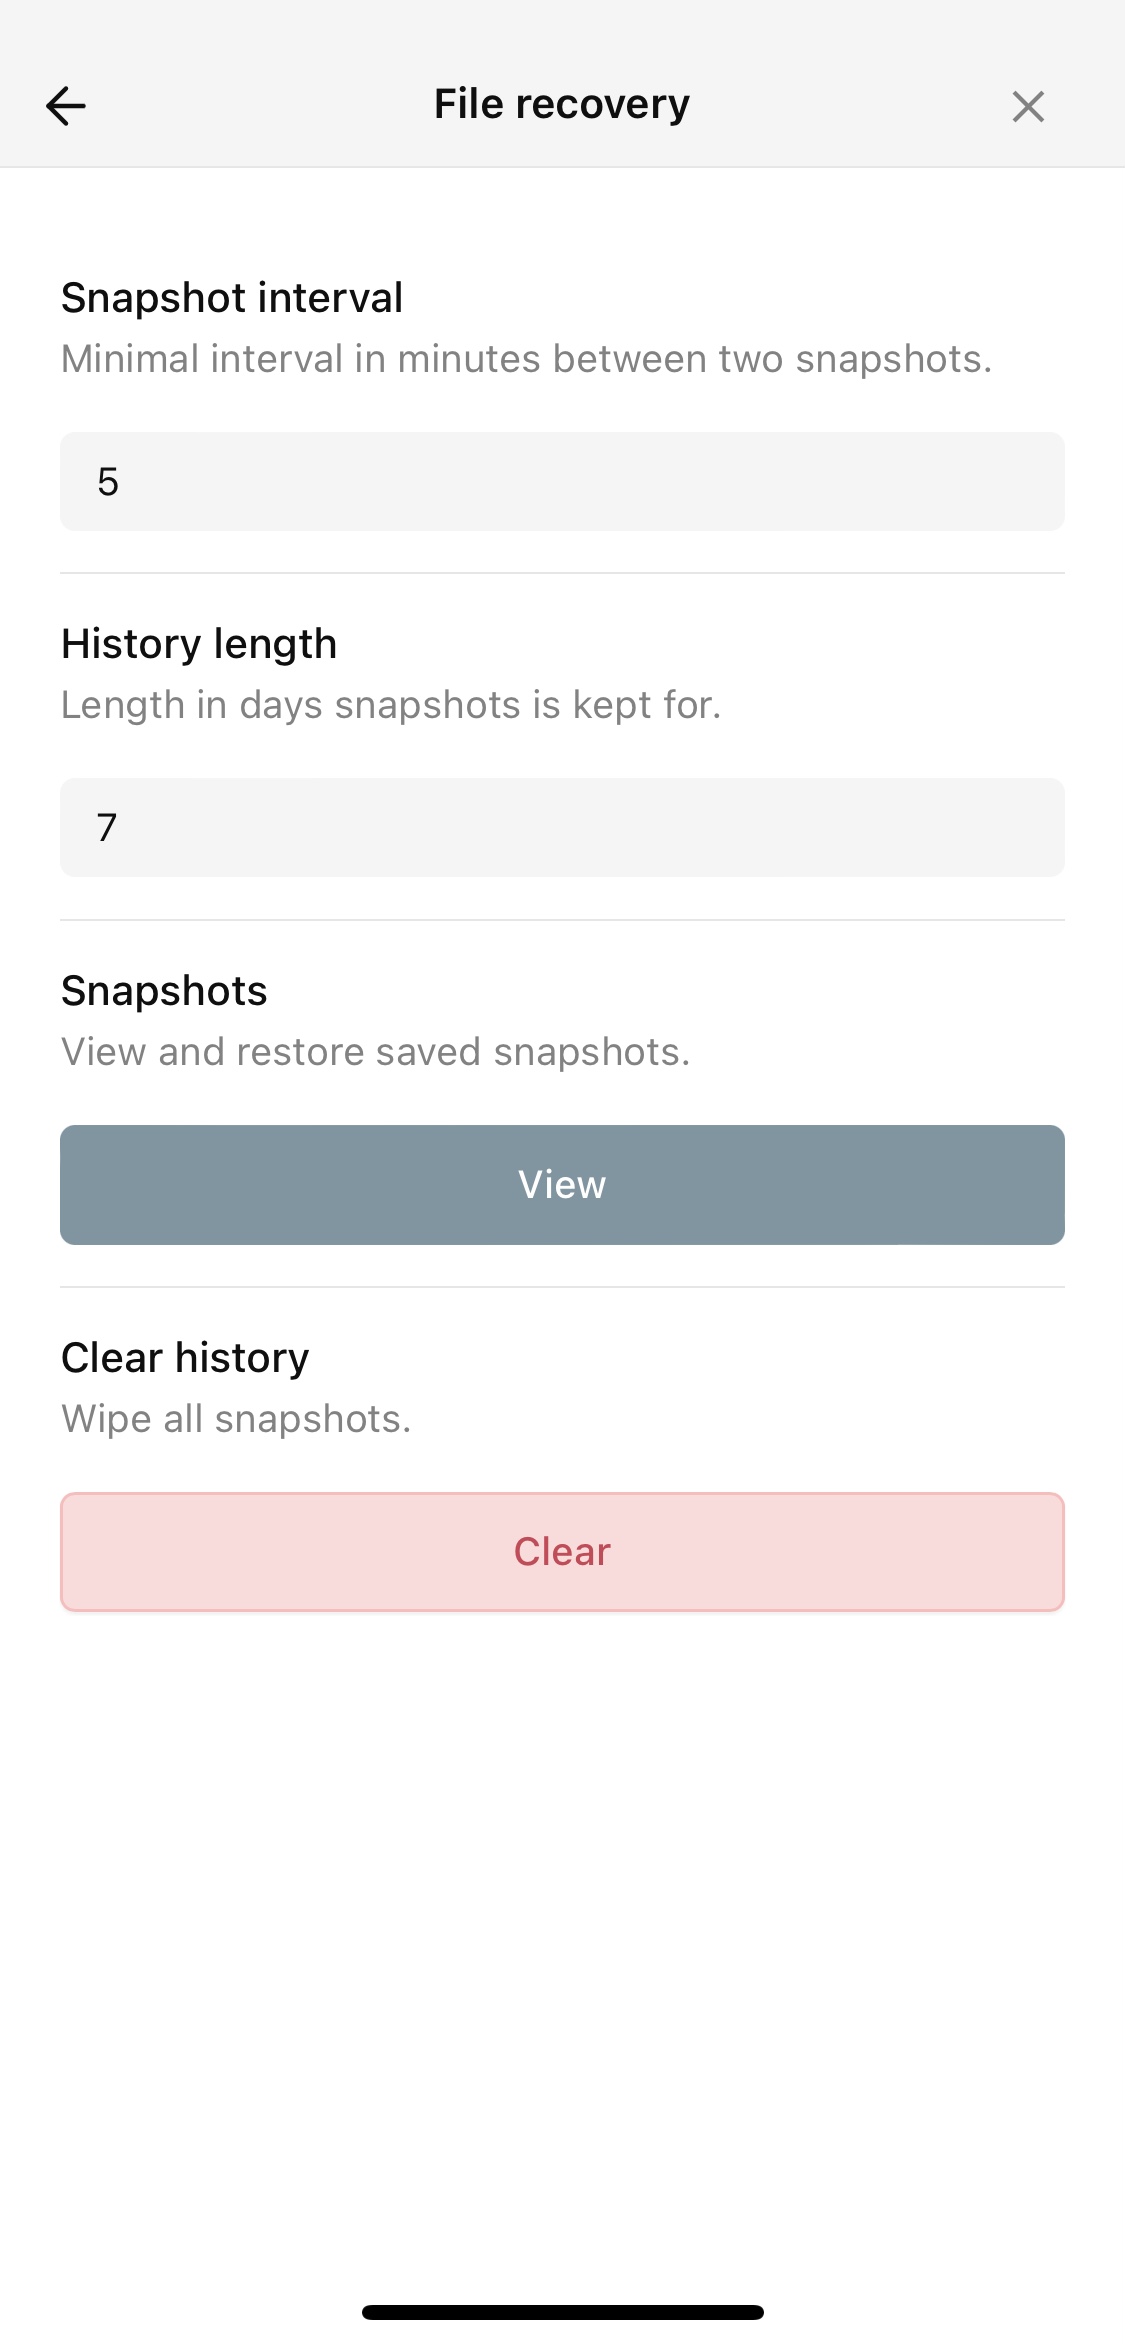 File recovery
Snapshot interval
Minimal interval in minutes between two snapshots.
5
History length
Length in days snapshots is kept for.
7
Snapshots
View and restore saved snapshots.
View
Clear history
Wipe all snapshots.
Clear